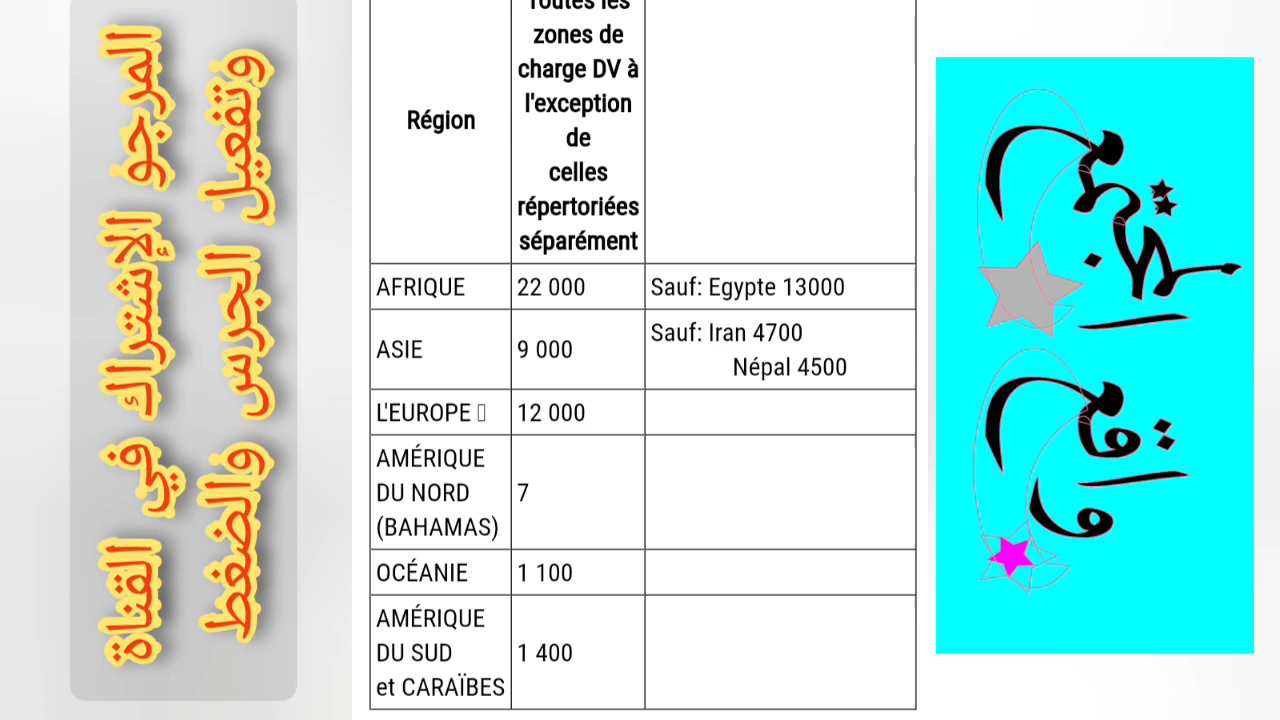 المرجو الإشتراك في القناة
وتفعيل الجرس والضغط
Toutes les
zones de
charge DV à
l'exception
de
celles
répertoriées
séparément
Région
AFRIQUE 22 000 Sauf: Egypte 13000
ASIE 9 000 Sauf: Iran 4700
Népal 4500
L'EUROPE 12 000
AMÉRIQUE
DU NORD
(BAHAMAS)
7
OCÉANIE 1 100
AMÉRIQUE
DU SUD
et CARAÏBES
1 400